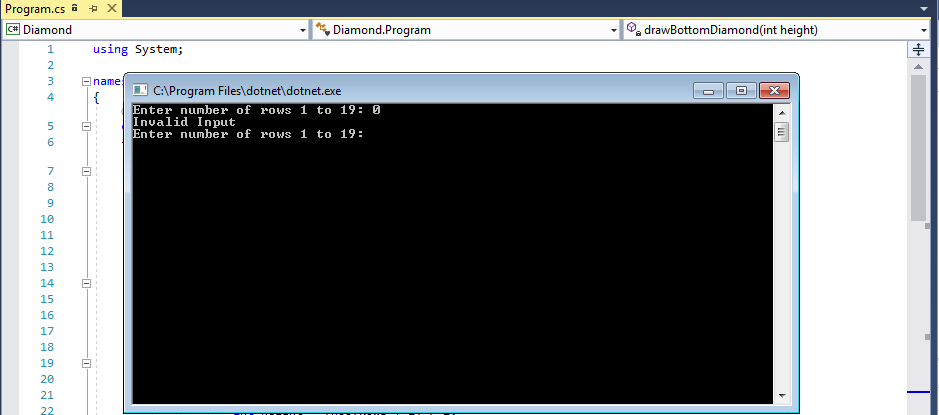 Program.cs
C# Diamond
Diamond.Program
drawBottomDiamond(int height)
1 using System;
2
3
4 {
5
6
7
8
9
10
11
12
13
14
15
16
17
18
19
20
21
22
C:\Program Files\dotnet\dotnet.exe
Enter number of rows 1 to 19: 0
Invalid Input
Enter number of rows 1 to 19: